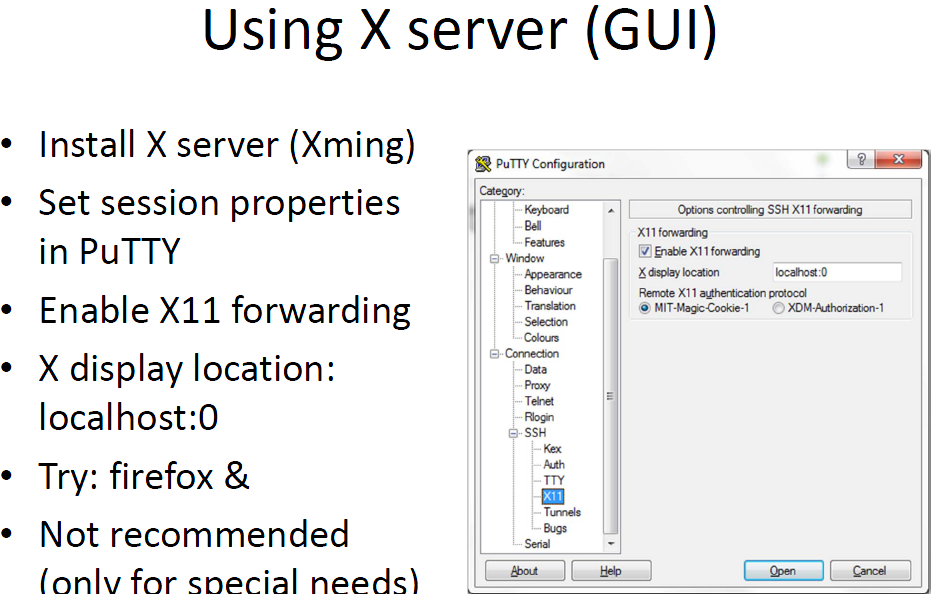 Using X server (GUI)
• Install X server (Xming)
• Set session properties
in PuTTY
• Enable X11 forwarding
• X display location:
localhost:0
• Try: firefox &
• Not recommended
(only for special needs)
PuTTY Configuration
Category:
Keyboard
Bell
Features
Window
Appearance
Behaviour
Translation
Selection
Colours
Connection
Data
Proxy
Telnet
Rlogin
SSH
Kex
Auth
TTY
X11
Tunnels
Bugs
Serial
Options controlling SSH X11 forwarding
X11 forwarding
Enable X11 forwarding
X display location localhost:0
Remote X11 authentication protocol
MIT-Magic-Cookie-1 XDM-Authorization-1
About Help Open Cancel